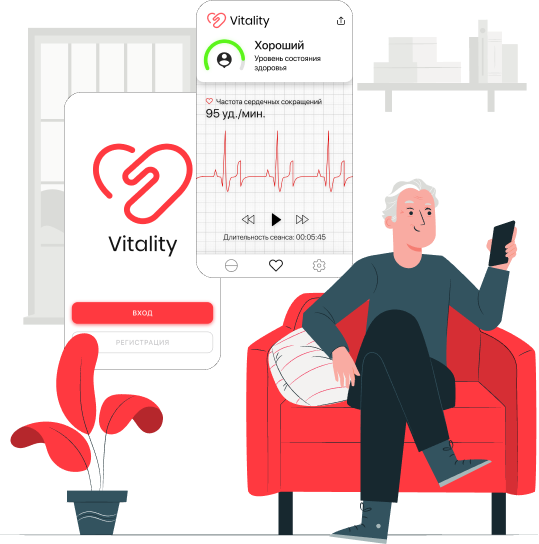 Vitality
Хороший
Уровень состояния
здоровья
Частота сердечных сокращений
95 уд./мин.
Длительность сеанса: 00:05:45
Vitality
ВХОД
РЕГИСТРАЦИЯ